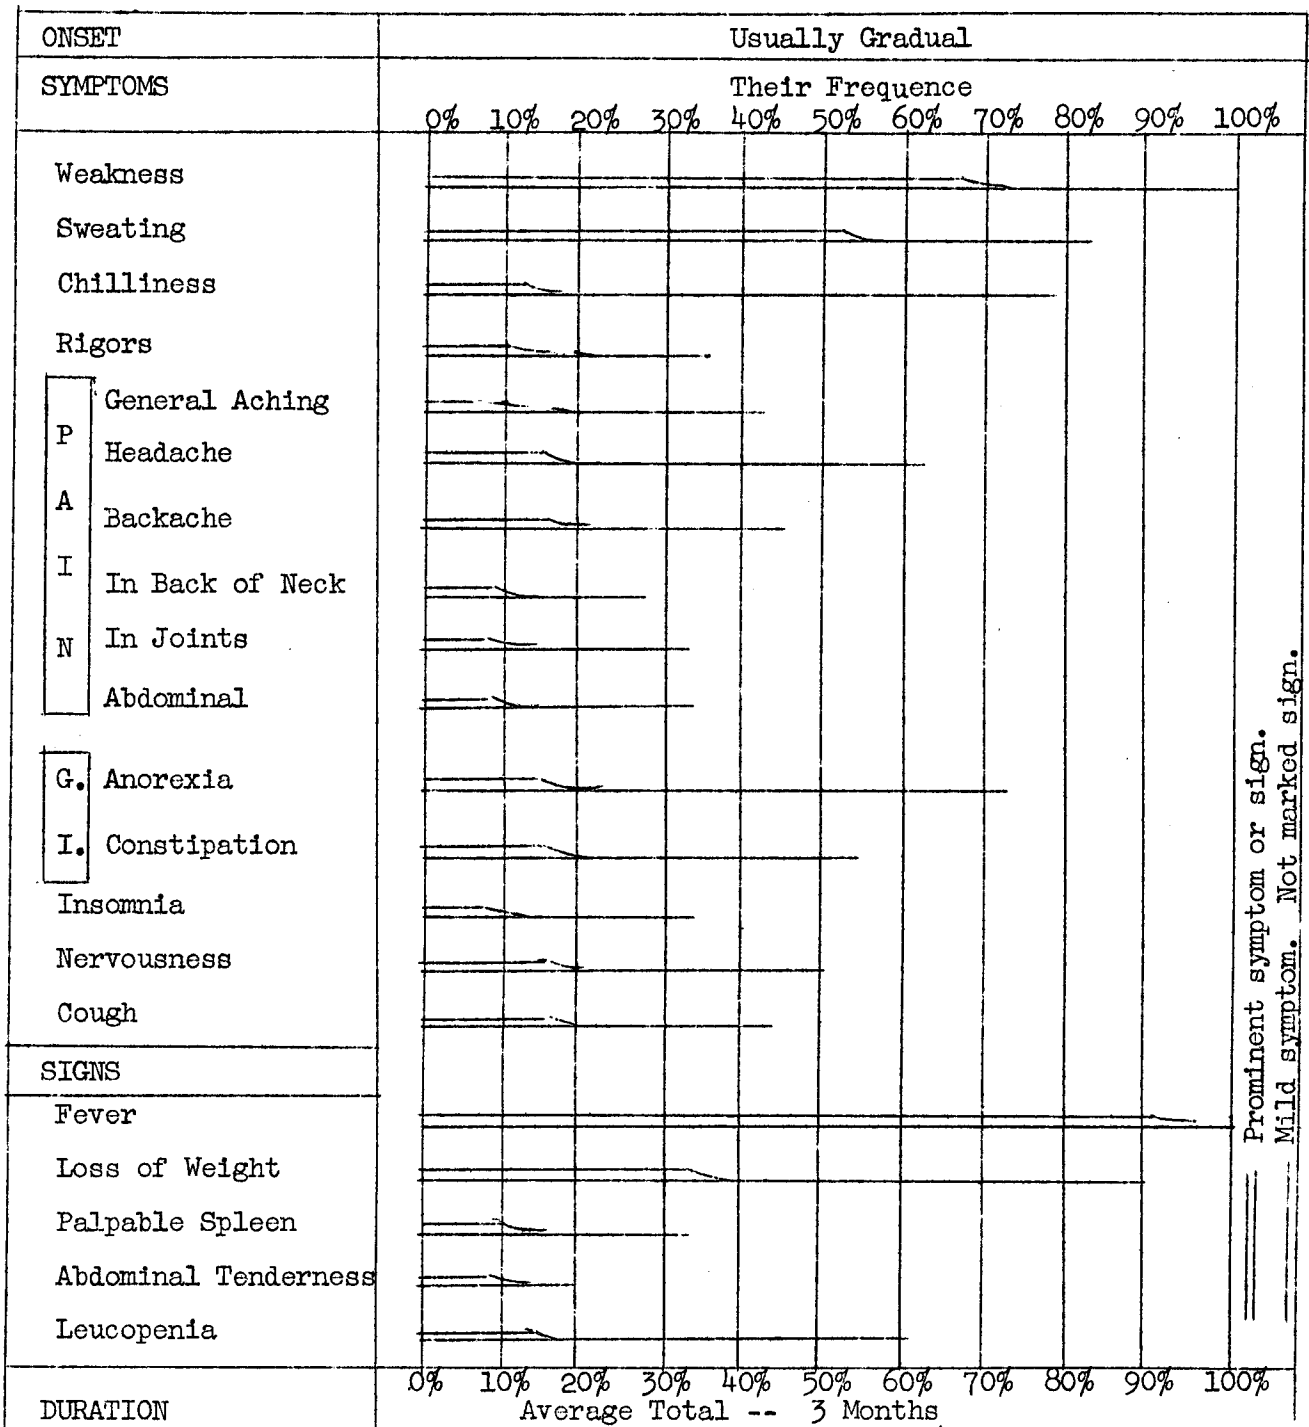 ONSET Usually Gradual
SYMPTOMS Their Frequence
0% 10% 20% 30% 40% 50% 60% 70% 80% 90% 100%
Weakness
Sweating
Chilliness
Rigors
PAIN
General Aching
Headache
Backache
In Back of Neck
In Joints
Abdominal
G. I.
Anorexia
Constipation
Insomnia
Nervousness
Cough
SIGNS
Fever
Loss of Weight
Palpable Spleen
Abdominal Tenderness
Leucopenia
0% 10% 20% 30% 40% 50% 60% 70% 80% 90% 100%
DURATION Average Total -- 3 Months
Prominent symptom or sign.
Mild symptom. Not marked sign.